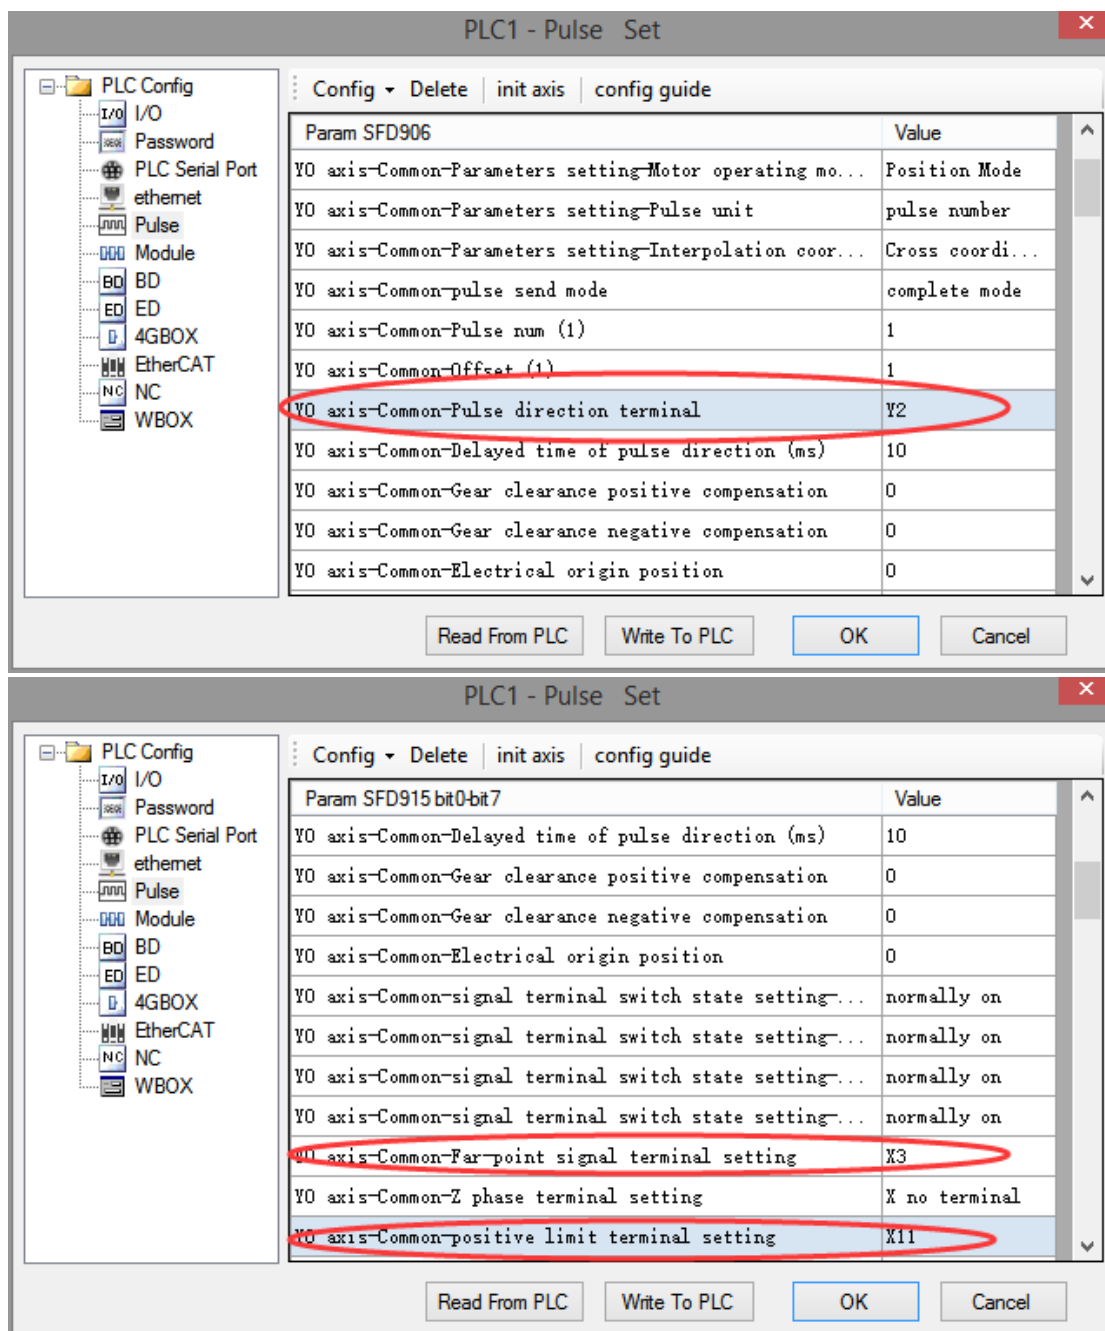 PLC1 - Pulse Set
PLC Config
I/O
Password
PLC Serial Port
ethernet
Pulse
Module
BD
ED
4GBOX
EtherCAT
NC
WBOX
Config Delete init axis config guide
Param SFD906 Value
Y0 axis-Common-Parameters setting-Motor operating mo... Position Mode
Y0 axis-Common-Parameters setting-Pulse unit pulse number
Y0 axis-Common-Parameters setting-Interpolation coor... Cross coordi...
Y0 axis-Common-pulse send mode complete mode
Y0 axis-Common-Pulse num (1) 1
Y0 axis-Common-Offset (1) 1
Y0 axis-Common-Pulse direction terminal Y2
Y0 axis-Common-Delayed time of pulse direction (ms) 10
Y0 axis-Common-Gear clearance positive compensation 0
Y0 axis-Common-Gear clearance negative compensation 0
Y0 axis-Common-Electrical origin position 0
Read From PLC Write To PLC OK Cancel
PLC1 - Pulse Set
PLC Config
I/O
Password
PLC Serial Port
ethernet
Pulse
Module
BD
ED
4GBOX
EtherCAT
NC
WBOX
Config Delete init axis config guide
Param SFD915 bit0-bit7 Value
Y0 axis-Common-Delayed time of pulse direction (ms) 10
Y0 axis-Common-Gear clearance positive compensation 0
Y0 axis-Common-Gear clearance negative compensation 0
Y0 axis-Common-Electrical origin position 0
Y0 axis-Common-signal terminal switch state setting-... normally on
Y0 axis-Common-signal terminal switch state setting-... normally on
Y0 axis-Common-signal terminal switch state setting-... normally on
Y0 axis-Common-signal terminal switch state setting-... normally on
Y0 axis-Common-Far-point signal terminal setting X3
Y0 axis-Common-Z phase terminal setting X no terminal
Y0 axis-Common-positive limit terminal setting X11
Read From PLC Write To PLC OK Cancel